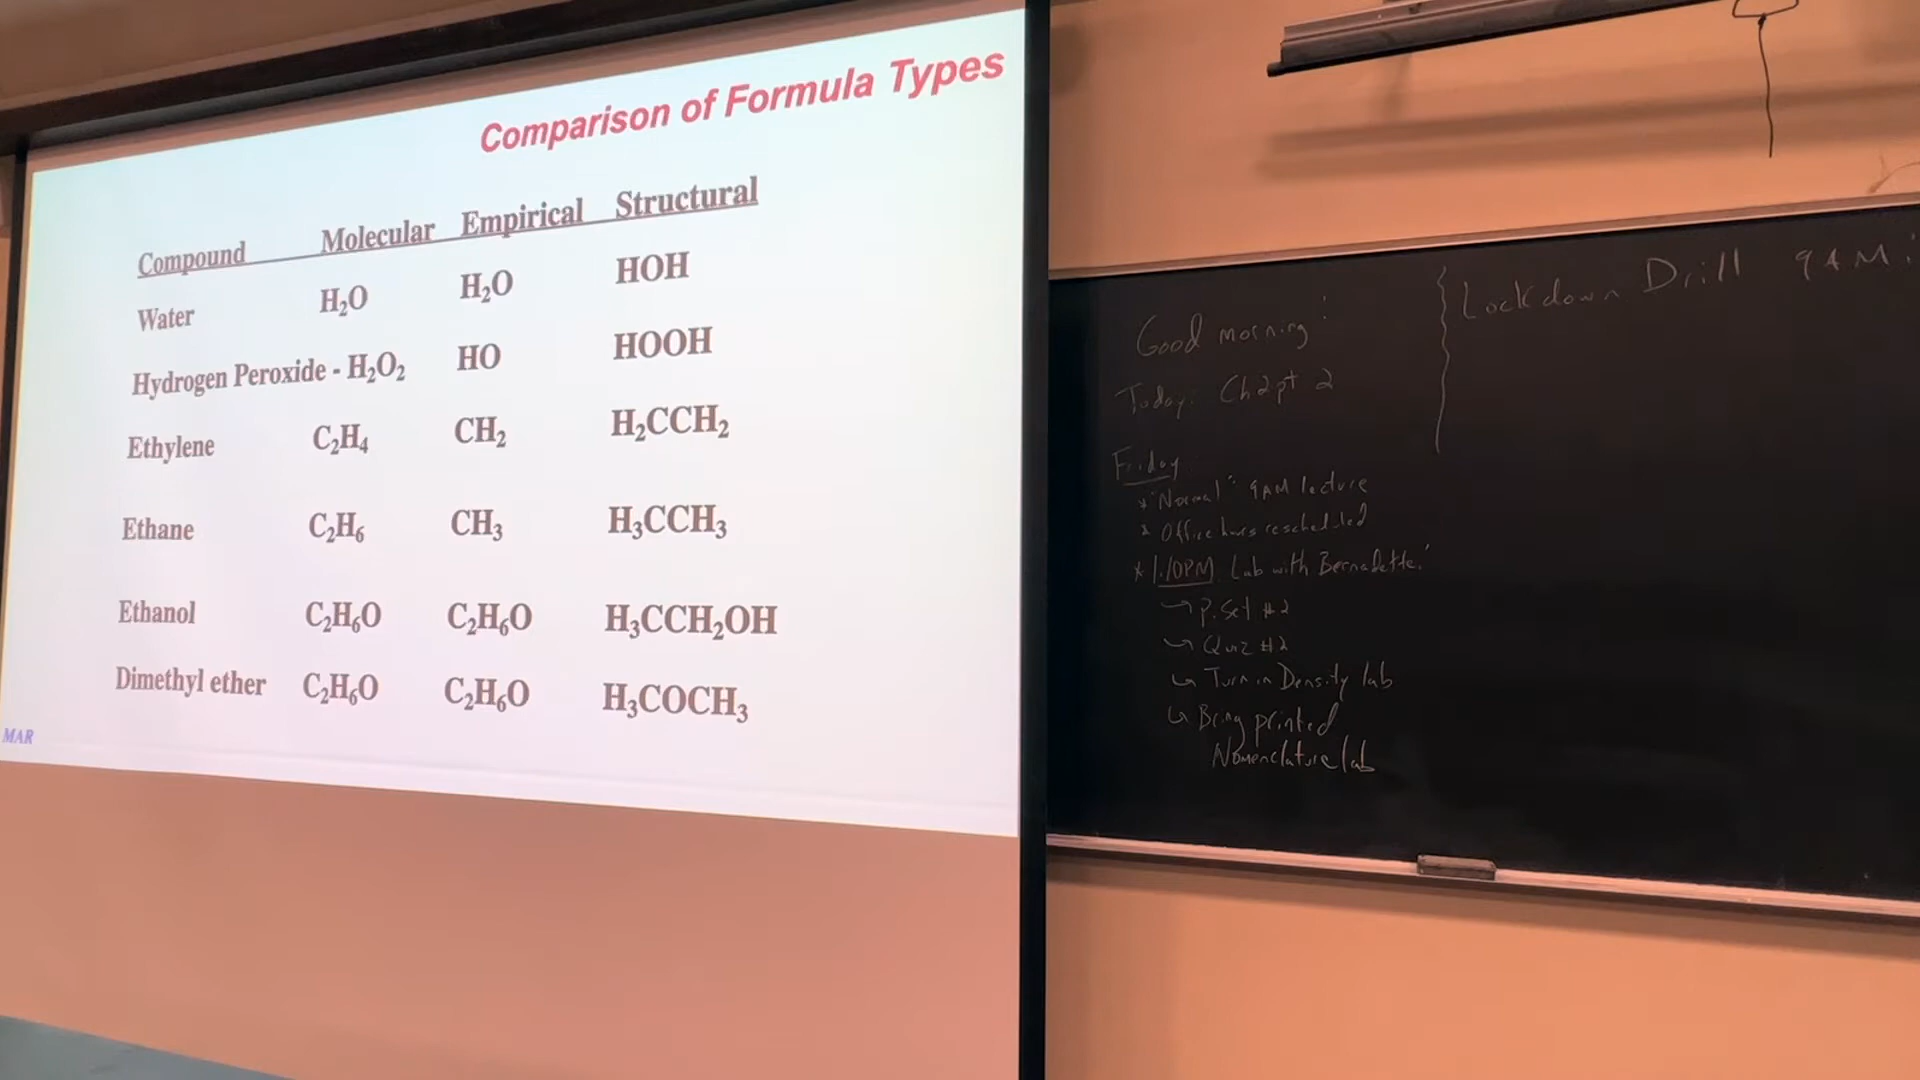 Comparison of Formula Types
Compound Molecular Empirical Structural
Water H₂O H₂O HOH
Hydrogen Peroxide - H₂O₂ HO HOOH
Ethylene C₂H₄ CH₂ H₂CCH₂
Ethane C₂H₆ CH₃ H₃CCH₃
Ethanol C₂H₆O C₂H₆O H₃CCH₂OH
Dimethyl ether C₂H₆O C₂H₆O H₃COCH₃
MAR
Good morning!
Today: Chapt 2
Friday
* "Normal" 9AM lecture
* Office hours rescheduled
* 1:10PM Lab with Bernadette!
↳ P. Set #2
↳ Quiz #2
↳ Turn in Density lab
↳ Bring printed
Nomenclature lab
Lockdown Drill 9AM!